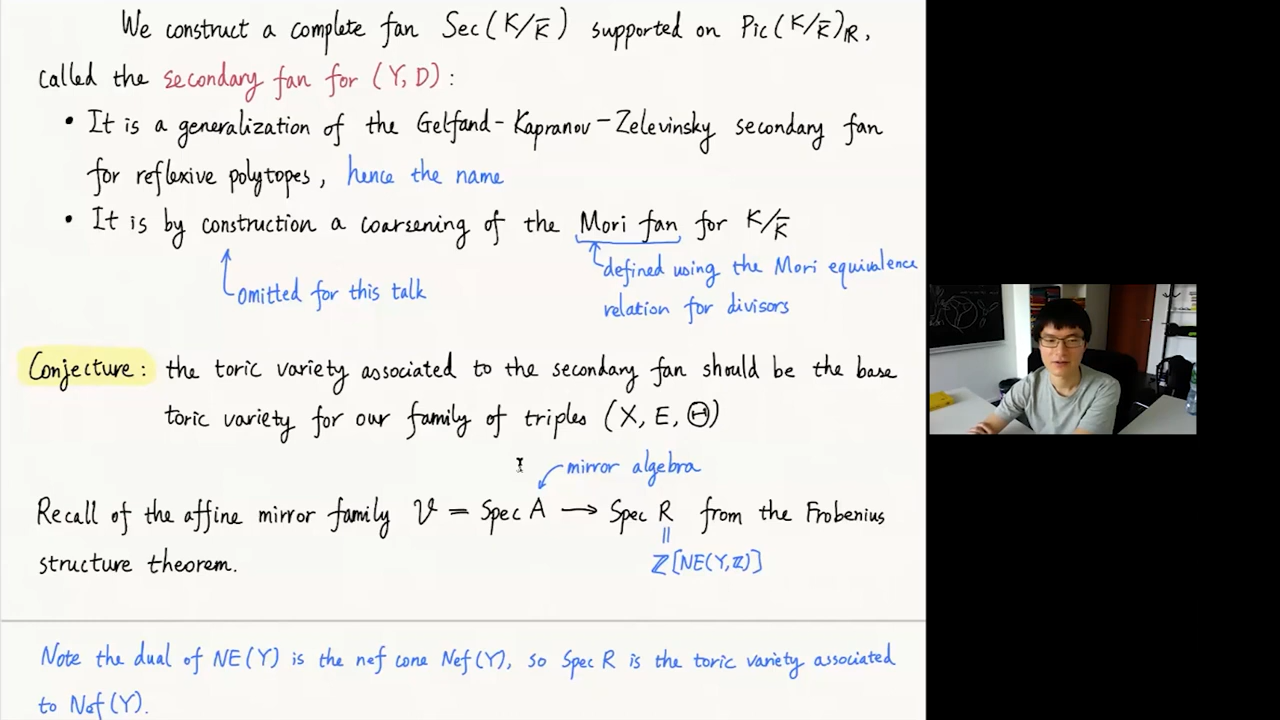 We construct a complete fan Sec(K/K̄) supported on Pic(K/K̄)_ℝ,
called the secondary fan for (Y, D):
• It is a generalization of the Gelfand-Kapranov-Zelevinsky secondary fan
for reflexive polytopes, hence the name
• It is by construction a coarsening of the Mori fan for K/K̄
defined using the Mori equivalence
omitted for this talk
relation for divisors
Conjecture: the toric variety associated to the secondary fan should be the base
toric variety for our family of triples (X, E, Θ)
mirror algebra
Recall of the affine mirror family 𝒱 = Spec A → Spec R from the Frobenius
structure theorem.
||
ℤ[NE(Y,ℤ)]
Note the dual of NE(Y) is the nef cone Nef(Y), so Spec R is the toric variety associated
to Nef(Y).